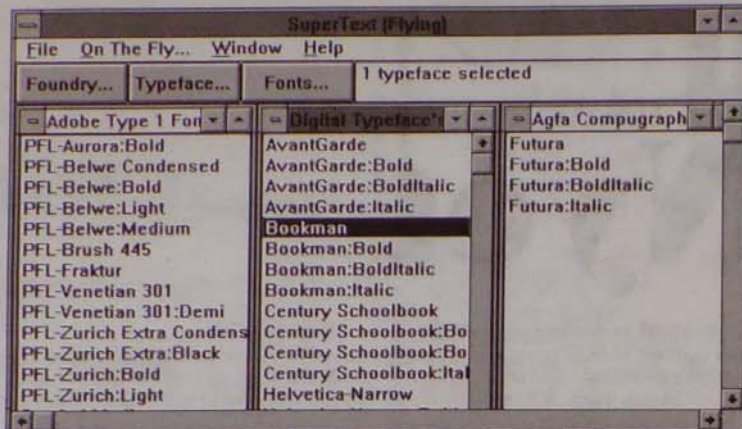 SuperText (Flying)
File On The Fly... Window Help
Foundry... Typeface... Fonts... 1 typeface selected
Adobe Type 1 Fon
PFL-Aurora:Bold
PFL-Belwe Condensed
PFL-Belwe:Bold
PFL-Belwe:Light
PFL-Belwe:Medium
PFL-Brush 445
PFL-Fraktur
PFL-Venetian 301
PFL-Venetian 301:Demi
PFL-Zurich Extra Condens
PFL-Zurich Extra:Black
PFL-Zurich:Bold
PFL-Zurich:Light
Digital Typeface's
AvantGarde
AvantGarde:Bold
AvantGarde:BoldItalic
AvantGarde:Italic
Bookman
Bookman:Bold
Bookman:BoldItalic
Bookman:Italic
Century Schoolbook
Century Schoolbook:Bo
Century Schoolbook:Bo
Century Schoolbook:Ital
Helvetica-Narrow
Agfa Compugraph
Futura
Futura:Bold
Futura:BoldItalic
Futura:Italic